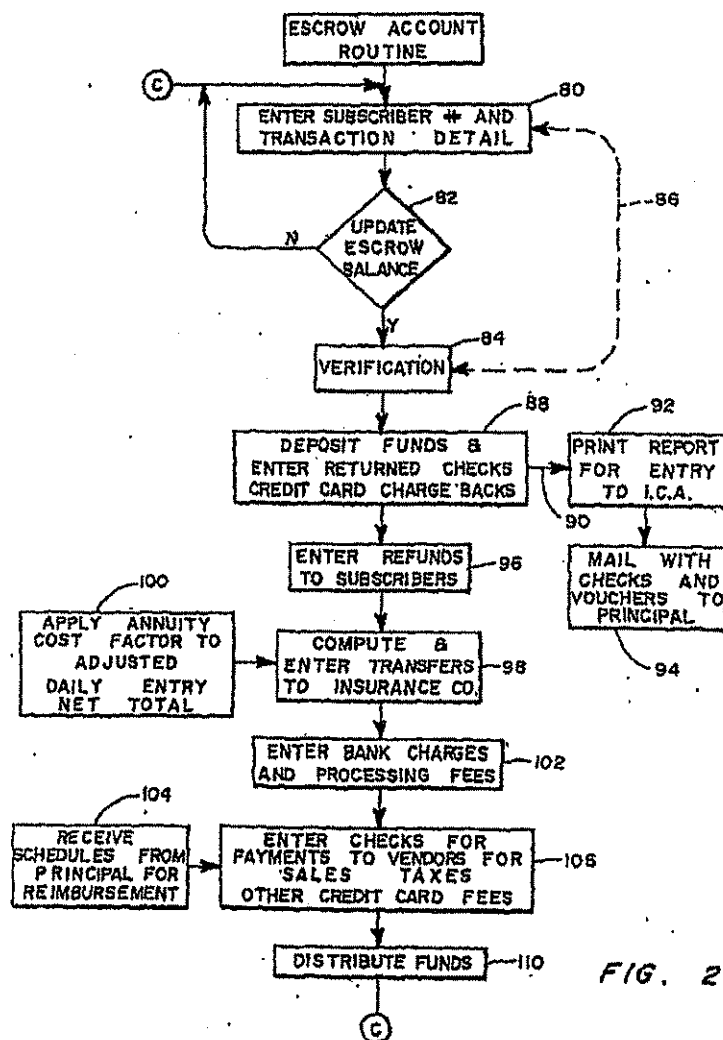 ESCROW ACCOUNT
ROUTINE
C
80
ENTER SUBSCRIBER # AND
TRANSACTION DETAIL
82
86
UPDATE
ESCROW
BALANCE
N
Y
84
VERIFICATION
88
DEPOSIT FUNDS &
ENTER RETURNED CHECKS
CREDIT CARD CHARGE BACKS
90
92
PRINT REPORT
FOR ENTRY
TO I.C.A.
MAIL WITH
CHECKS AND
VOUCHERS TO
PRINCIPAL
94
ENTER REFUNDS
TO SUBSCRIBERS
96
100
APPLY ANNUITY
COST FACTOR TO
ADJUSTED
DAILY ENTRY
NET TOTAL
COMPUTE &
ENTER TRANSFERS
TO INSURANCE CO.
98
ENTER BANK CHARGES
AND PROCESSING FEES
102
104
RECEIVE
SCHEDULES FROM
PRINCIPAL FOR
REIMBURSEMENT
ENTER CHECKS FOR
PAYMENTS TO VENDORS FOR
SALES TAXES
OTHER CREDIT CARD FEES
106
DISTRIBUTE FUNDS
110
FIG. 2
C